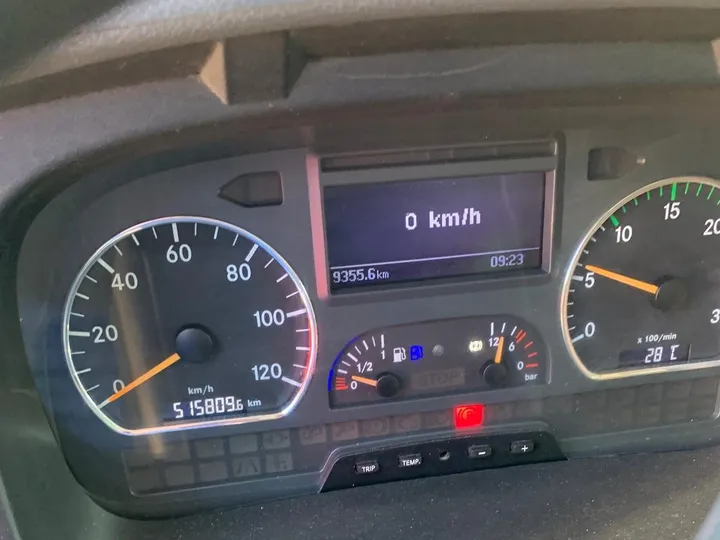 0 km/h
9355.6km 09:23
0 20 40 60 80 100 120
km/h
515809.6 km
0 1/2 1
12 6 0
bar
0 5 10 15 20 3
x 100/min
28°C
TRIP TEMP. - +